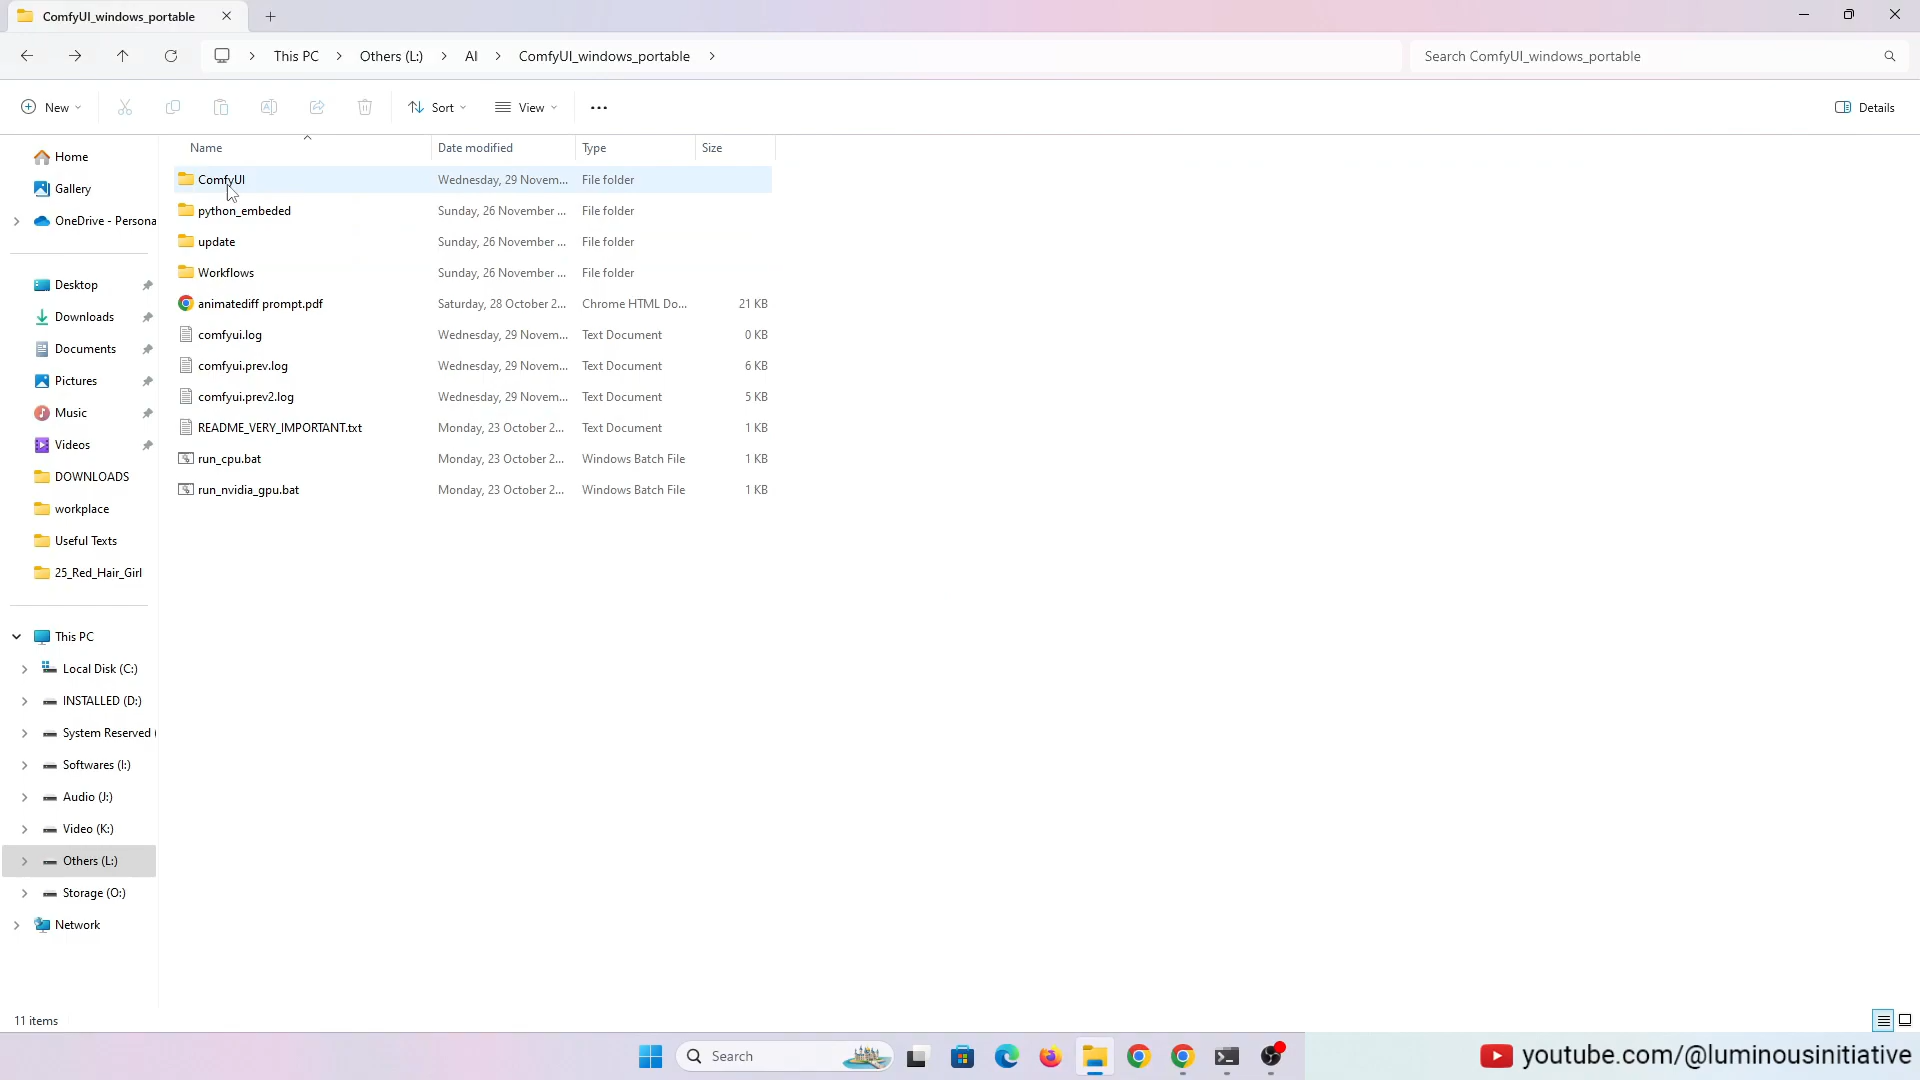 ComfyUI_windows_portable
This PC
Others (L:)
AI
ComfyUI_windows_portable
Search ComfyUI_windows_portable
New
Sort
View
Details
Name
Date modified
Type
Size
Home
Gallery
OneDrive - Persona
Desktop
Downloads
Documents
Pictures
Music
Videos
DOWNLOADS
workplace
Useful Texts
25_Red_Hair_Girl
This PC
Local Disk (C:)
INSTALLED (D:)
System Reserved (
Softwares (I:)
Audio (J:)
Video (K:)
Others (L:)
Storage (O:)
Network
ComfyUI Wednesday, 29 Novem... File folder
python_embeded Sunday, 26 November ... File folder
update Sunday, 26 November ... File folder
Workflows Sunday, 26 November ... File folder
animatediff prompt.pdf Saturday, 28 October 2... Chrome HTML Do... 21 KB
comfyui.log Wednesday, 29 Novem... Text Document 0 KB
comfyui.prev.log Wednesday, 29 Novem... Text Document 6 KB
comfyui.prev2.log Wednesday, 29 Novem... Text Document 5 KB
README_VERY_IMPORTANT.txt Monday, 23 October 2... Text Document 1 KB
run_cpu.bat Monday, 23 October 2... Windows Batch File 1 KB
run_nvidia_gpu.bat Monday, 23 October 2... Windows Batch File 1 KB
11 items
Search
youtube.com/@luminousinitiative